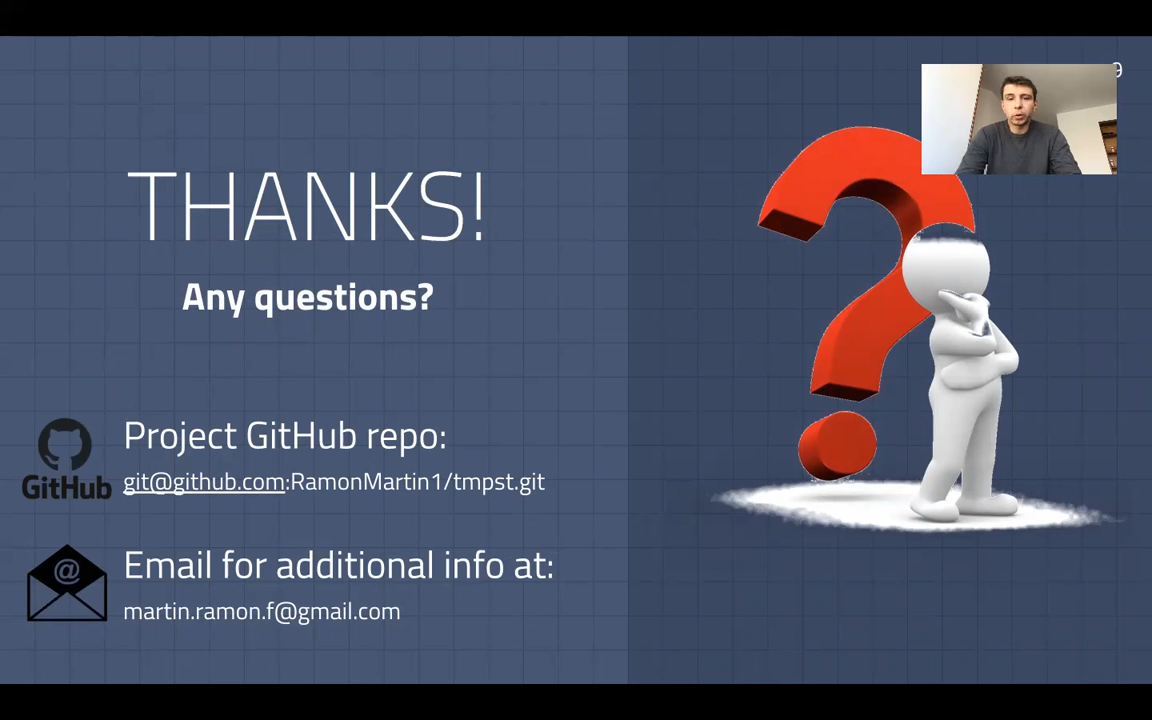 THANKS!
Any questions?
Project GitHub repo:
GitHub
git@github.com:RamonMartin1/tmpst.git
@
Email for additional info at:
martin.ramon.f@gmail.com